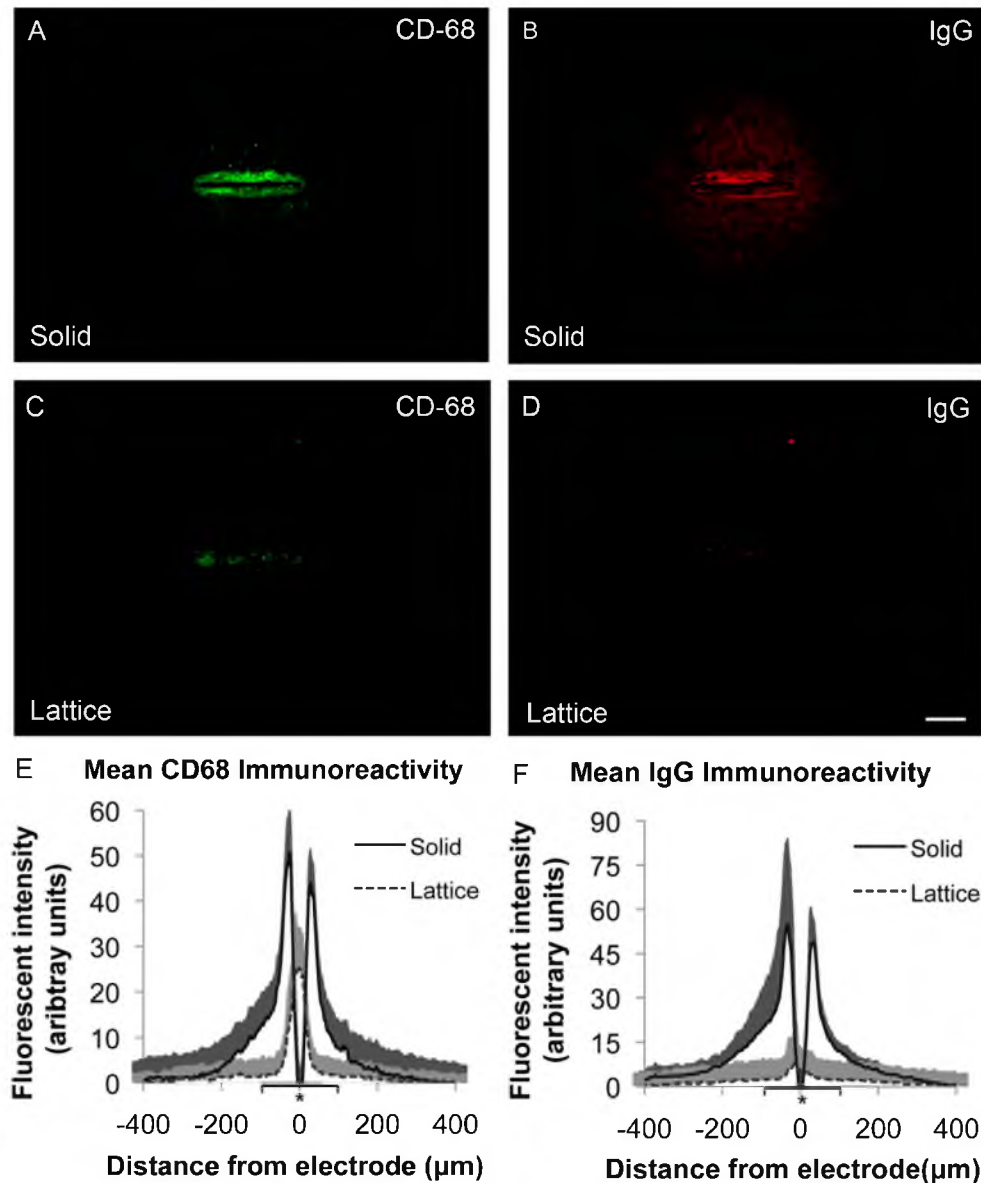 A CD-68
Solid
B IgG
Solid
C CD-68
Lattice
D IgG
Lattice
E Mean CD68 Immunoreactivity
Fluorescent intensity
(aribtray units)
60
50
40
30
20
10
0
Solid
Lattice
*
-400 -200 0 200 400
Distance from electrode (µm)
F Mean IgG Immunoreactivity
Fluorescent intensity
(arbitrary units)
90
75
60
45
30
15
0
Solid
Lattice
*
-400 -200 0 200 400
Distance from electrode(µm)